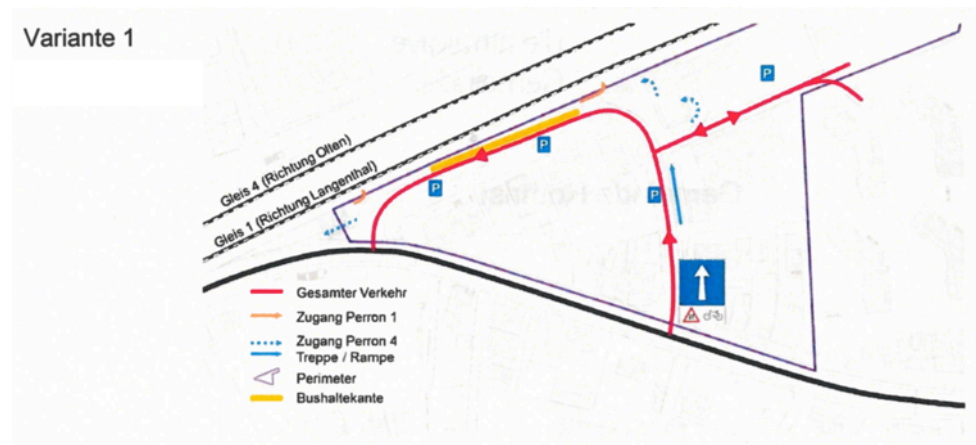 Variante 1
P
P
P
P
Gleis 4 (Richtung Olten)
Gleis 1 (Richtung Langenthal)
Gesamter Verkehr
Zugang Perron 1
Zugang Perron 4
Treppe / Rampe
Perimeter
Bushaltekante